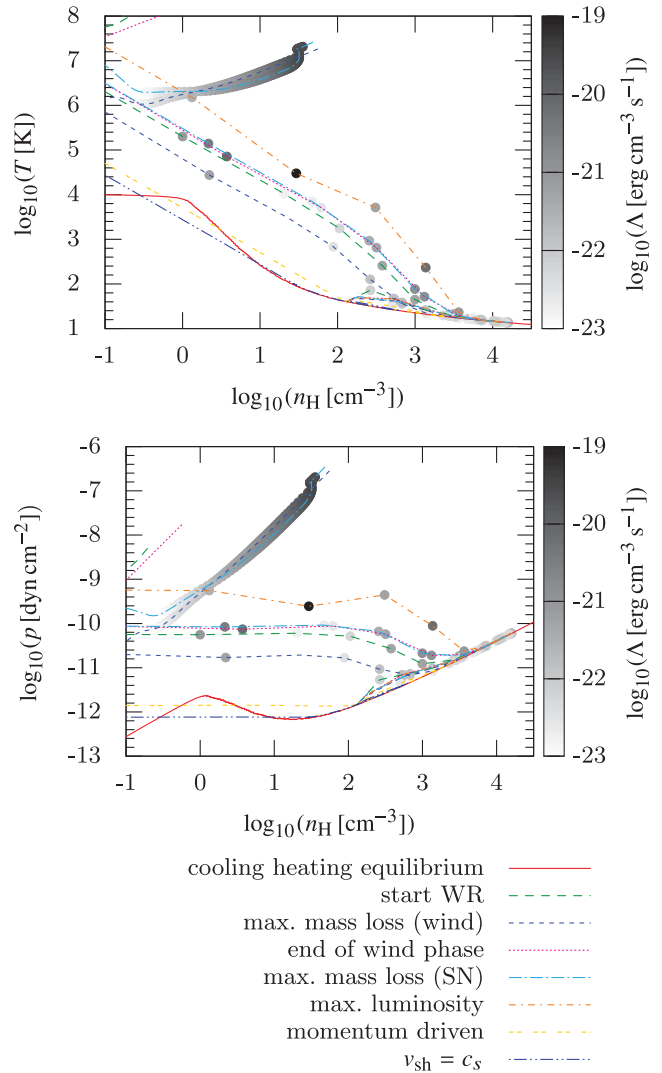 8
7
6
5
4
3
2
1
log₁₀(T [K])
-1 0 1 2 3 4
log₁₀(n_H [cm⁻³])
-19
-20
-21
-22
-23
log₁₀(Λ [erg cm⁻³ s⁻¹])
-6
-7
-8
-9
-10
-11
-12
-13
log₁₀(p [dyn cm⁻²])
-1 0 1 2 3 4
log₁₀(n_H [cm⁻³])
-19
-20
-21
-22
-23
log₁₀(Λ [erg cm⁻³ s⁻¹])
cooling heating equilibrium
start WR
max. mass loss (wind)
end of wind phase
max. mass loss (SN)
max. luminosity
momentum driven
v_sh = c_s